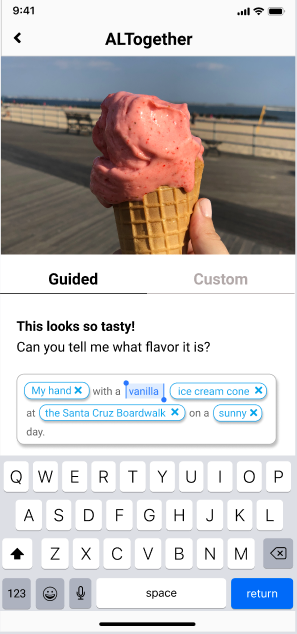 9:41
ALTogether
Guided Custom
This looks so tasty!
Can you tell me what flavor it is?
My hand × with a vanilla ice cream cone ×
at the Santa Cruz Boardwalk × on a sunny ×
day.
Q W E R T Y U I O P
A S D F G H J K L
Z X C V B N M
123 space return